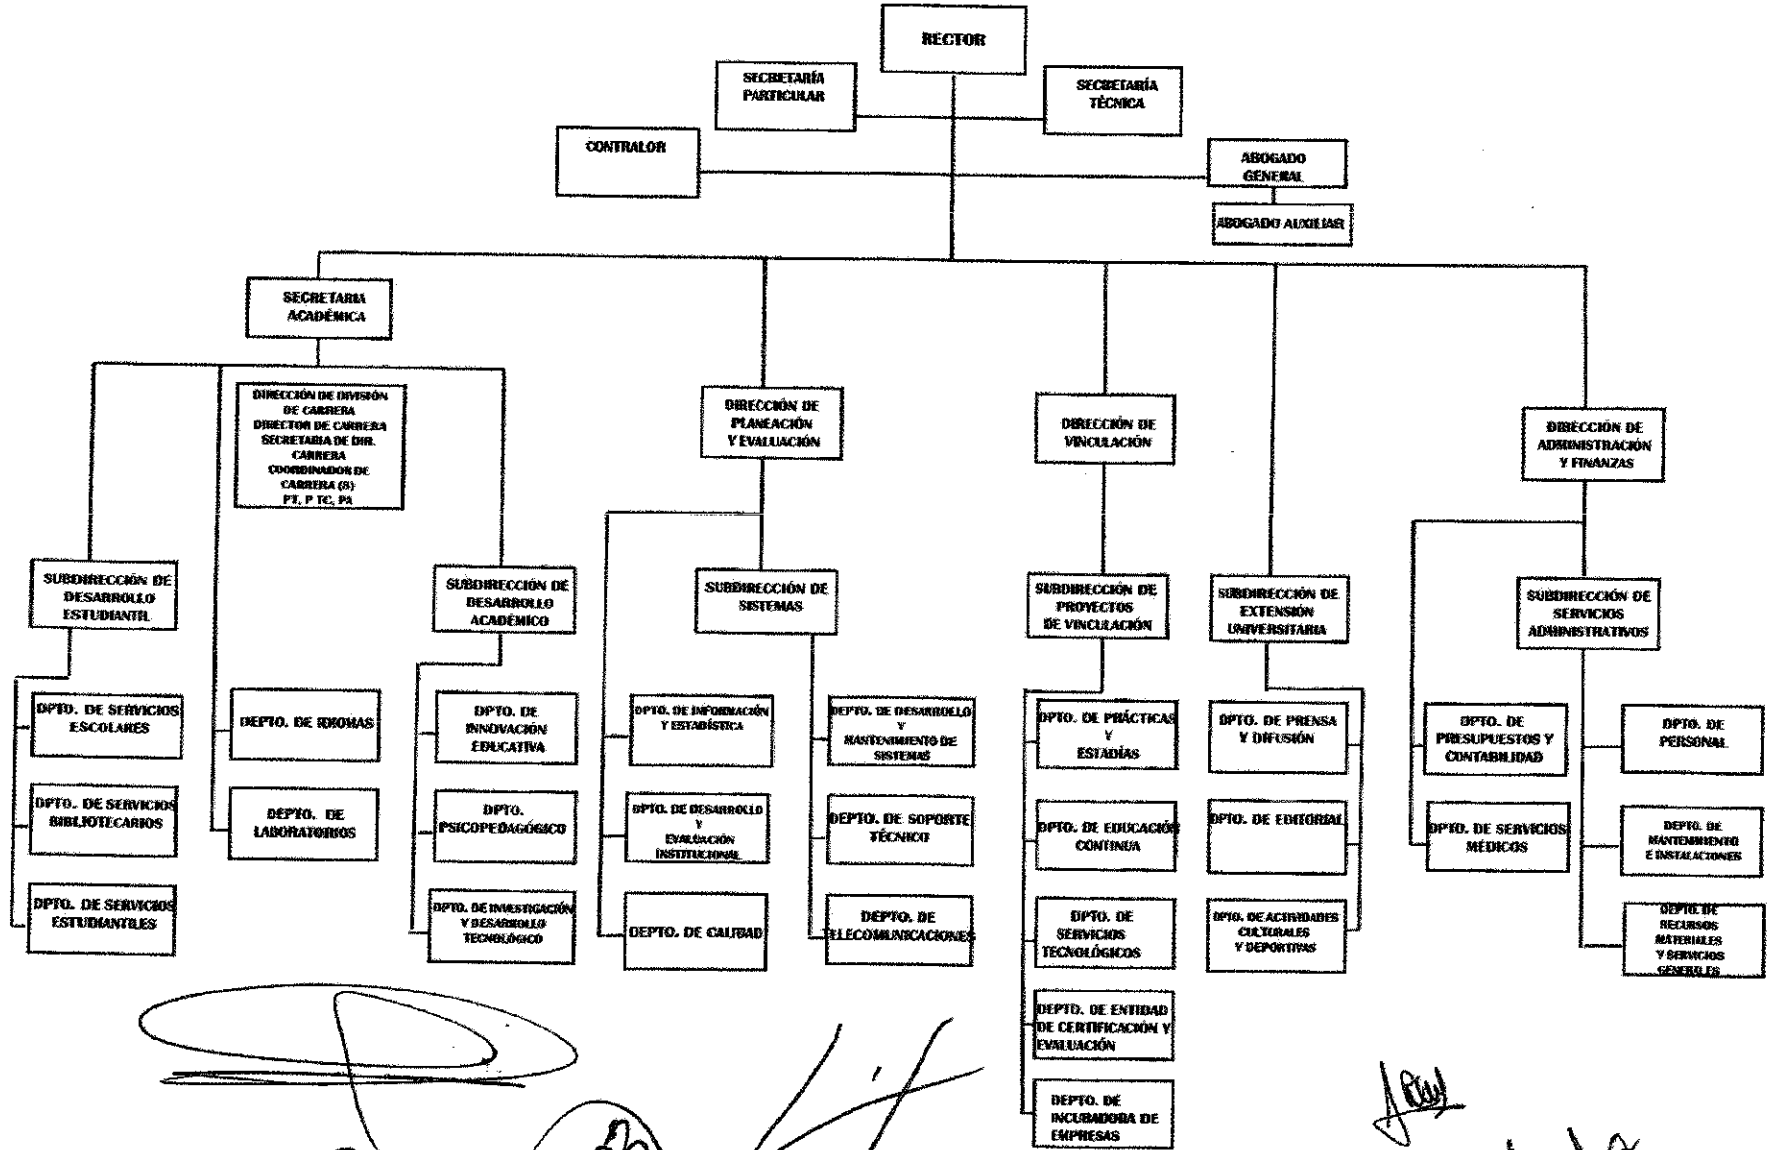 RECTOR
SECRETARÍA
PARTICULAR
SECRETARÍA
TÉCNICA
CONTRALOR
ABOGADO
GENERAL
ABOGADO AUXILIAR
SECRETARIA
ACADÉMICA
DIRECCIÓN DE DIVISIÓN
DE CARRERA
DIRECTOR DE CARRERA
SECRETARIA DE DIR.
CARRERA
COORDINADOR DE
CARRERA (S)
PT, P TC, PA
DIRECCIÓN DE
PLANEACIÓN
Y EVALUACIÓN
DIRECCIÓN DE
VINCULACIÓN
DIRECCIÓN DE
ADMINISTRACIÓN
Y FINANZAS
SUBDIRECCIÓN DE
DESARROLLO
ESTUDIANTIL
SUBDIRECCIÓN DE
DESARROLLO
ACADÉMICO
SUBDIRECCIÓN DE
SISTEMAS
SUBDIRECCIÓN DE
PROYECTOS
DE VINCULACIÓN
SUBDIRECCIÓN DE
EXTENSIÓN
UNIVERSITARIA
SUBDIRECCIÓN DE
SERVICIOS
ADMINISTRATIVOS
DPTO. DE SERVICIOS
ESCOLARES
DEPTO. DE IDIOMAS
DPTO. DE
INNOVACIÓN
EDUCATIVA
DPTO. DE INFORMACIÓN
Y ESTADÍSTICA
DEPTO. DE DESARROLLO
Y
MANTENIMIENTO DE
SISTEMAS
DPTO. DE PRÁCTICAS
Y
ESTADÍAS
DPTO. DE PRENSA
Y DIFUSIÓN
DPTO. DE
PRESUPUESTOS Y
CONTABILIDAD
DPTO. DE
PERSONAL
DPTO. DE SERVICIOS
BIBLIOTECARIOS
DEPTO. DE
LABORATORIOS
DPTO.
PSICOPEDAGÓGICO
DPTO. DE DESARROLLO
Y
EVALUACIÓN
INSTITUCIONAL
DEPTO. DE SOPORTE
TÉCNICO
DPTO. DE EDUCACIÓN
CONTINUA
DPTO. DE EDITORIAL
DPTO. DE SERVICIOS
MÉDICOS
DEPTO. DE
MANTENIMIENTO
E INSTALACIONES
DPTO. DE SERVICIOS
ESTUDIANTILES
DPTO. DE INVESTIGACIÓN
Y DESARROLLO
TECNOLÓGICO
DEPTO. DE CALIDAD
DEPTO. DE
TELECOMUNICACIONES
DPTO. DE
SERVICIOS
TECNOLÓGICOS
DPTO. DE ACTIVIDADES
CULTURALES
Y DEPORTIVAS
DEPTO. DE
RECURSOS
MATERIALES
Y SERVICIOS
GENERALES
DEPTO. DE ENTIDAD
DE CERTIFICACIÓN Y
EVALUACIÓN
DEPTO. DE
INCUBADORA DE
EMPRESAS